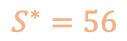 S* = 56